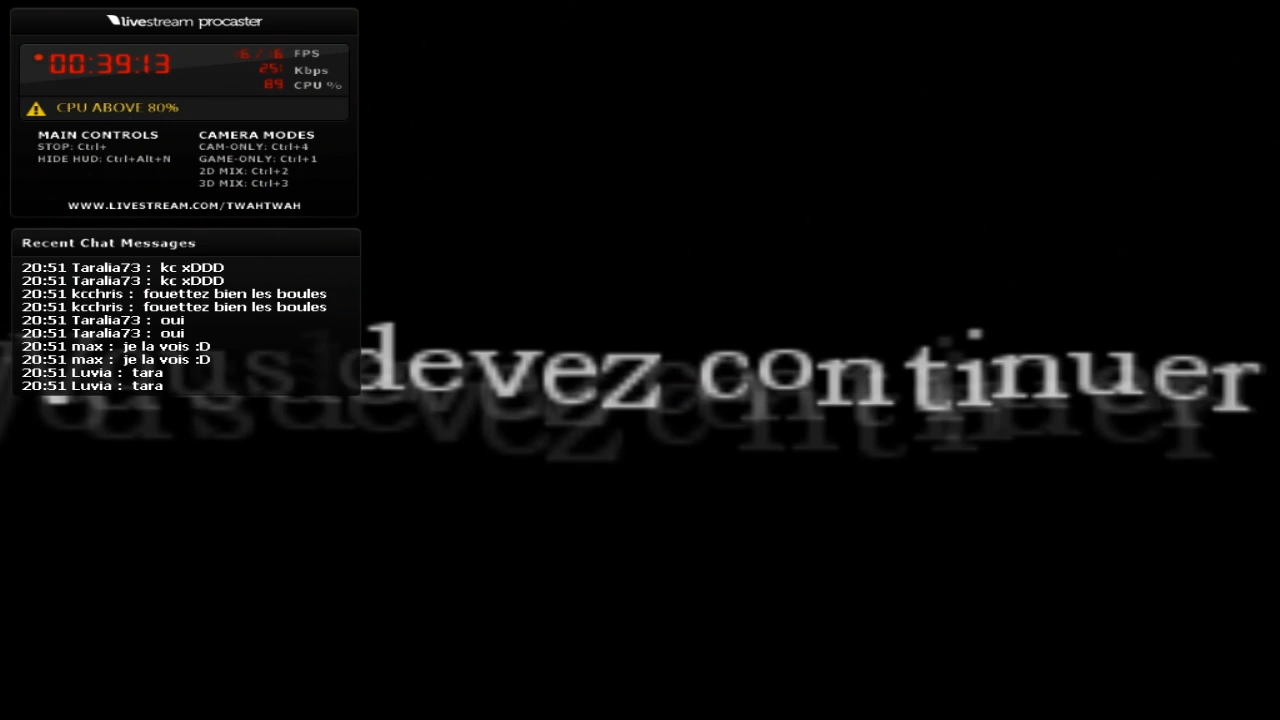 livestream procaster
00:39:13
FPS
Kbps
89 CPU %
CPU ABOVE 80%
MAIN CONTROLS
STOP: Ctrl+
HIDE HUD: Ctrl+Alt+N
CAMERA MODES
CAM-ONLY: Ctrl+4
GAME-ONLY: Ctrl+1
2D MIX: Ctrl+2
3D MIX: Ctrl+3
WWW.LIVESTREAM.COM/TWAHTWAH
Recent Chat Messages
20:51 Taralia73 : kc xDDD
20:51 Taralia73 : kc xDDD
20:51 kcchris : fouettez bien les boules
20:51 kcchris : fouettez bien les boules
20:51 Taralia73 : oui
20:51 Taralia73 : oui
20:51 max : je la vois :D
20:51 max : je la vois :D
20:51 Luvia : tara
20:51 Luvia : tara
devez continuer